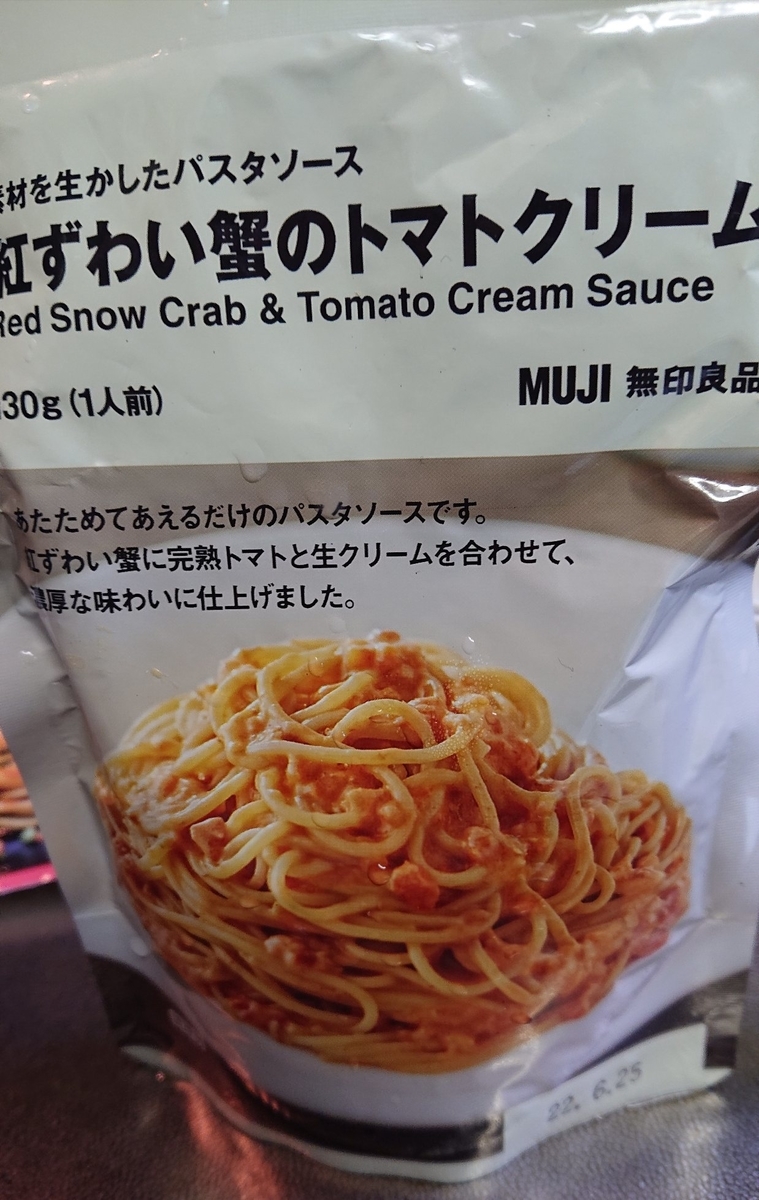 素材を生かしたパスタソース
紅ずわい蟹のトマトクリーム
Red Snow Crab & Tomato Cream Sauce
130g（1人前）
MUJI 無印良品
あたためてあえるだけのパスタソースです。
紅ずわい蟹に完熟トマトと生クリームを合わせて、
濃厚な味わいに仕上げました。
22. 6.25